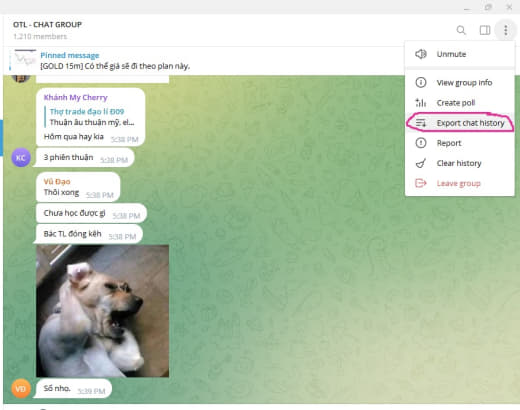 OTL - CHAT GROUP
1.210 members
Pinned message
[GOLD 15m] Có thể giá sẽ đi theo plan này.
Unmute
View group info
Create poll
Export chat history
Report
Clear history
Leave group
Khánh My Cherry
Thợ trade đạo lí Đ09
Thuận âu thuận mỹ, el...
Hôm qua hay kia 5:38 PM
KC
3 phiên thuận 5:38 PM
Vũ Đạo
Thôi xong 5:38 PM
Chưa học được gì 5:38 PM
Bác TL đóng kêh 5:38 PM
VĐ
Số nhọ. 5:39 PM